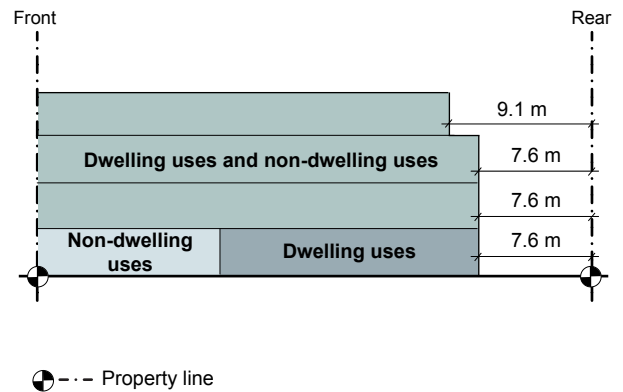 Front
Rear
9.1 m
Dwelling uses and non-dwelling uses
7.6 m
7.6 m
Non-dwelling
uses
Dwelling uses
7.6 m
Property line